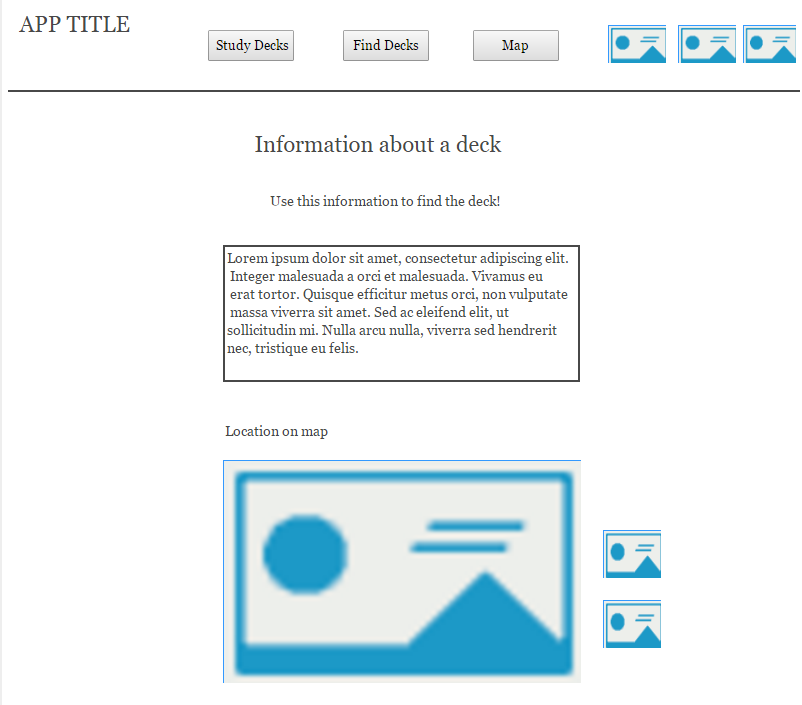 APP TITLE
Study Decks
Find Decks
Map
Information about a deck
Use this information to find the deck!
Lorem ipsum dolor sit amet, consectetur adipiscing elit.
Integer malesuada a orci et malesuada. Vivamus eu
erat tortor. Quisque efficitur metus orci, non vulputate
massa viverra sit amet. Sed ac eleifend elit, ut
sollicitudin mi. Nulla arcu nulla, viverra sed hendrerit
nec, tristique eu felis.
Location on map